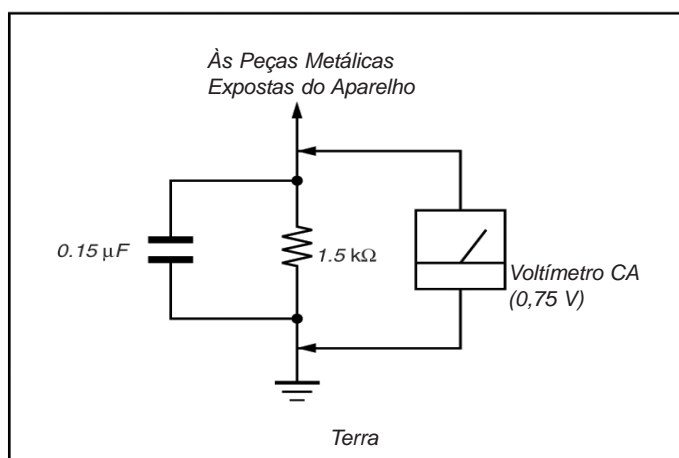 Às Peças Metálicas
Expostas do Aparelho
0.15 µF
1.5 kΩ
Voltímetro CA
(0,75 V)
Terra